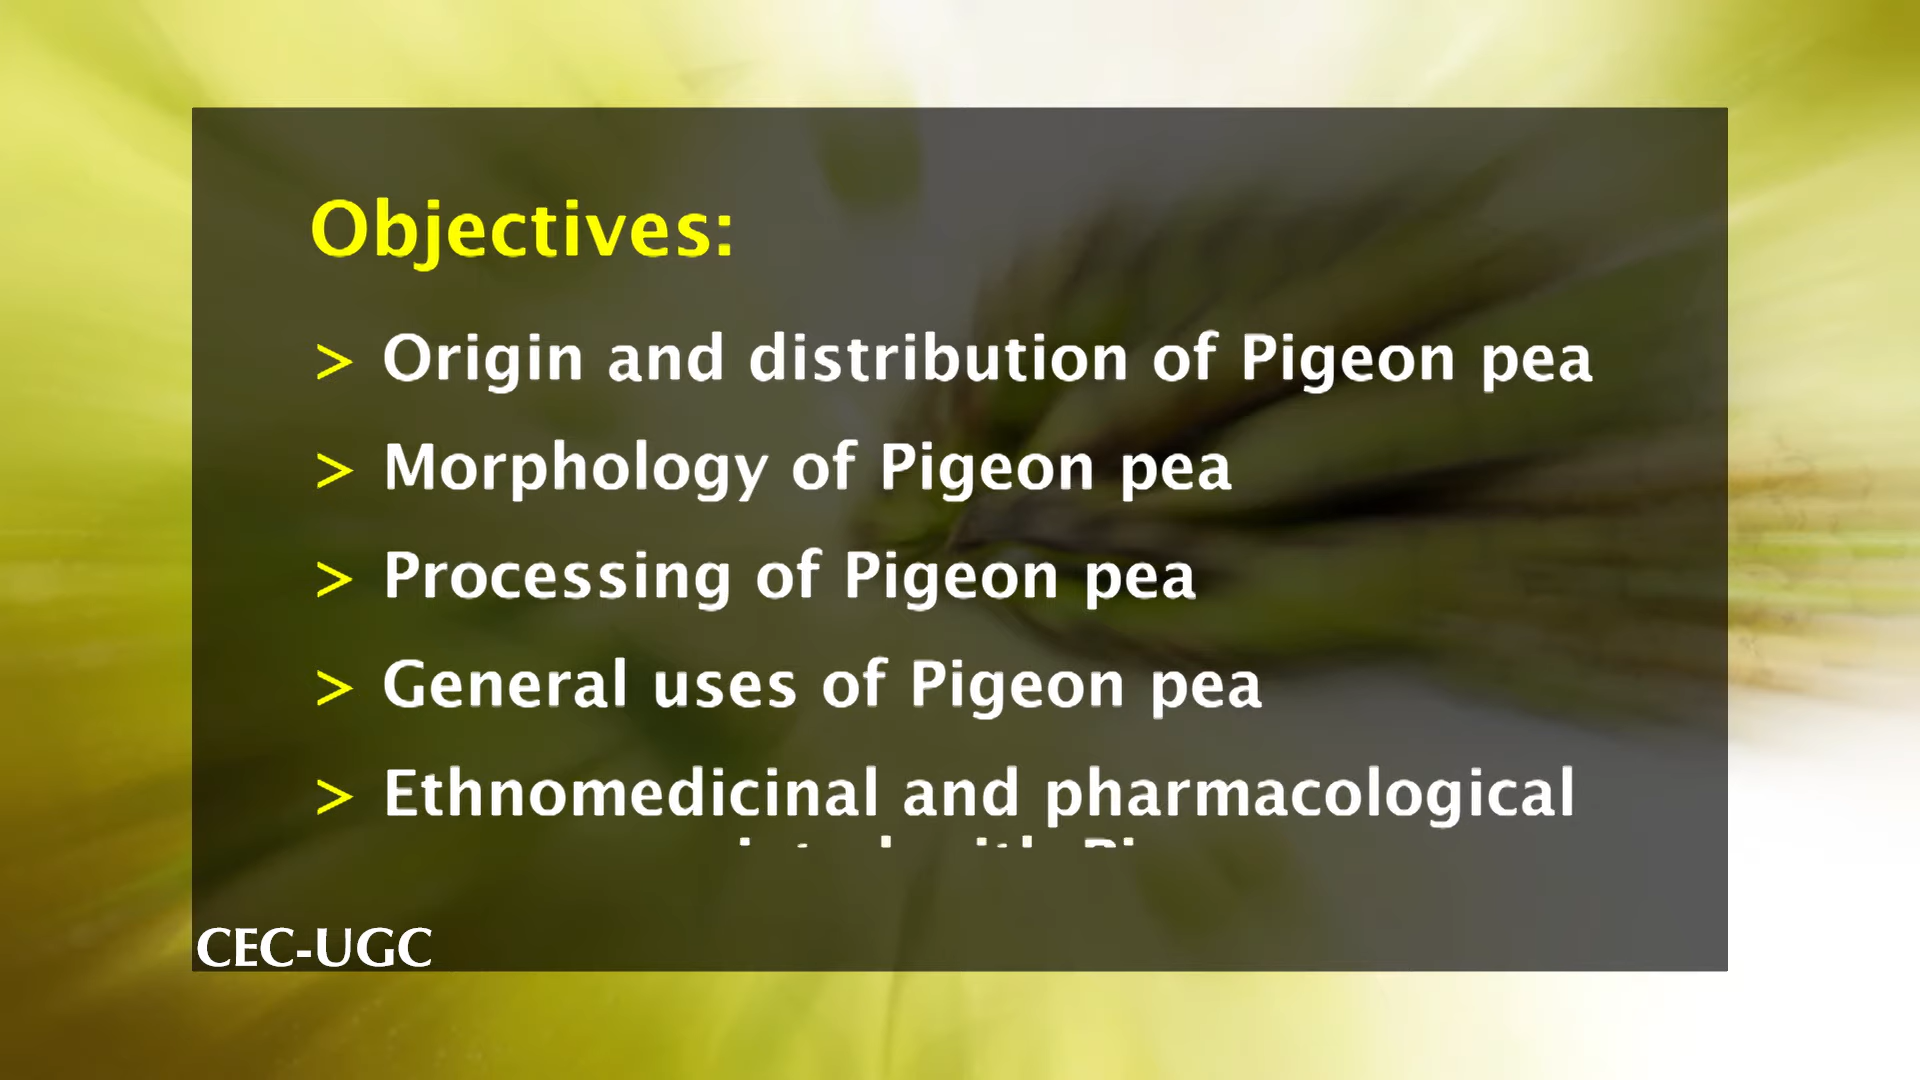 Objectives:
> Origin and distribution of Pigeon pea
> Morphology of Pigeon pea
> Processing of Pigeon pea
> General uses of Pigeon pea
> Ethnomedicinal and pharmacological
CEC-UGC